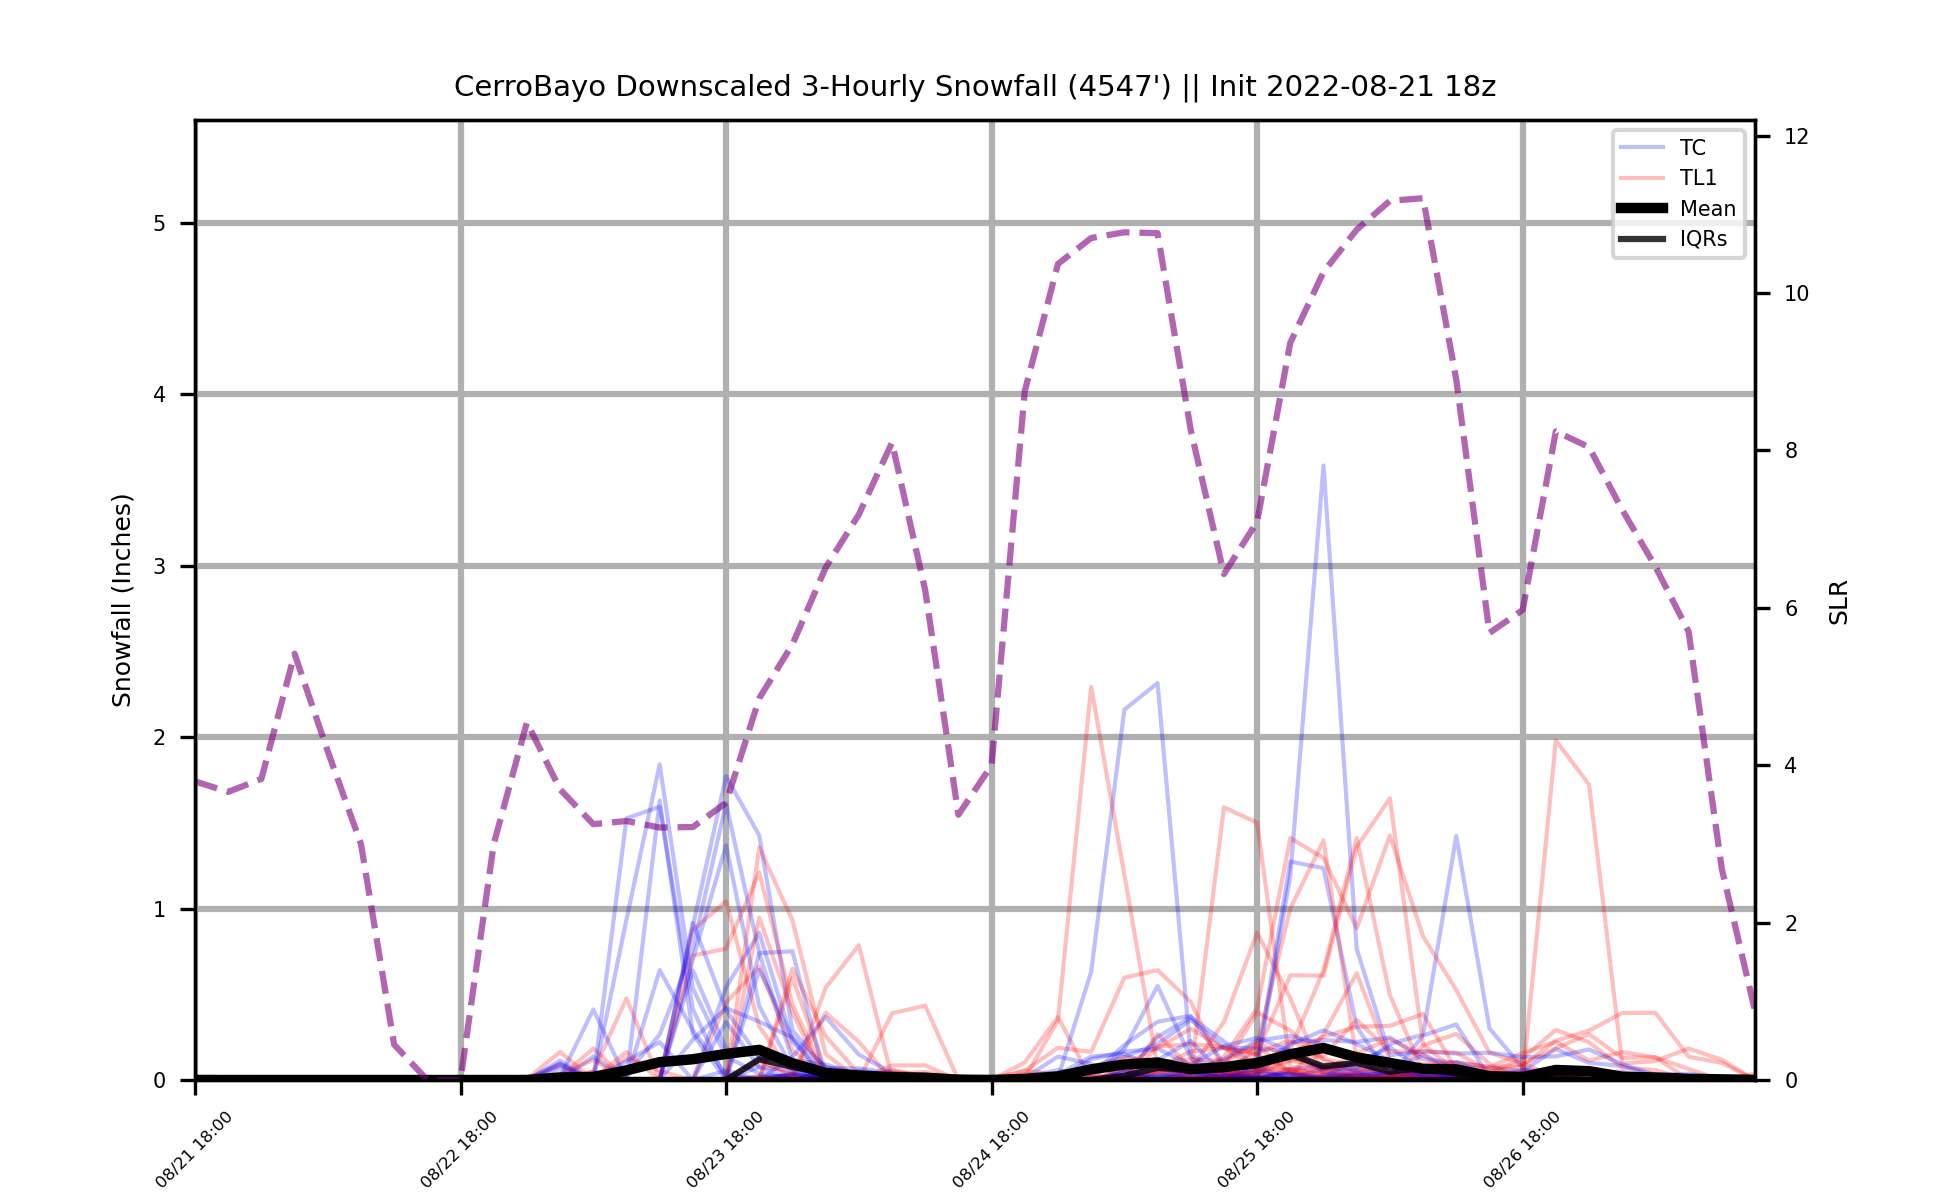 CerroBayo Downscaled 3-Hourly Snowfall (4547') || Init 2022-08-21 18z
TC
TL1
Mean
IQRs
Snowfall (Inches)
5
4
3
2
1
0
12
10
8
6
4
2
0
SLR
08/21 18:00
08/22 18:00
08/23 18:00
08/24 18:00
08/25 18:00
08/26 18:00